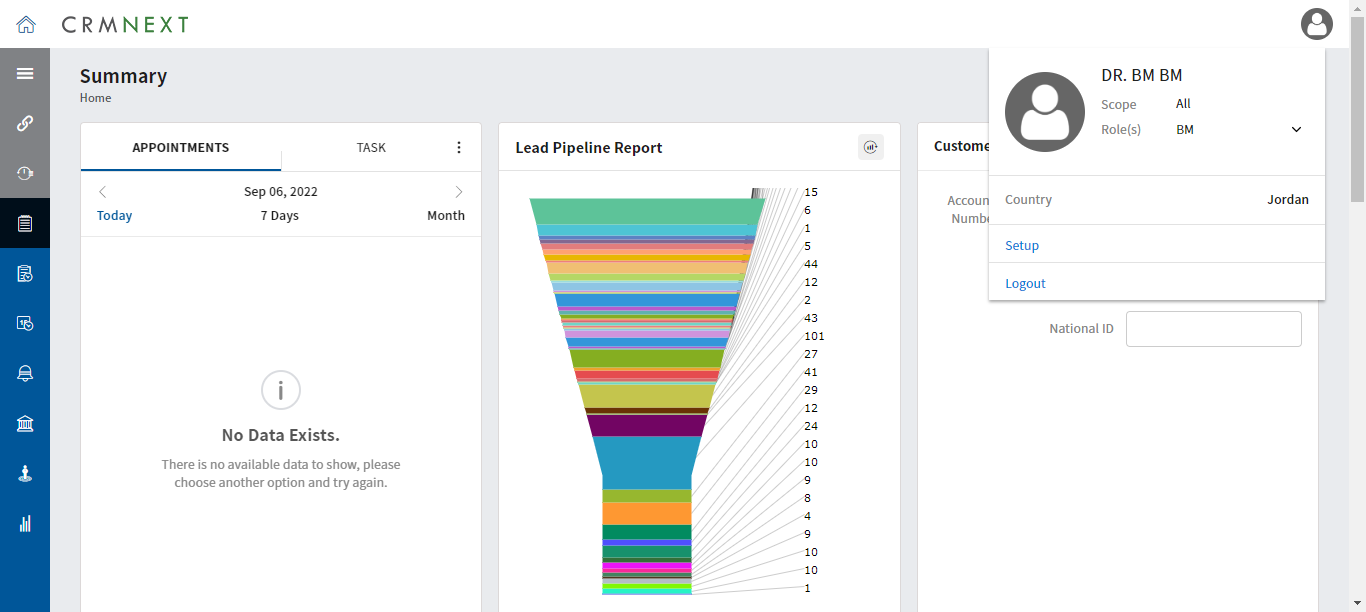 CRMNEXT
Summary
Home
DR. BM BM
Scope All
Role(s) BM
Country Jordan
Setup
Logout
APPOINTMENTS TASK
Sep 06, 2022
Today 7 Days Month
i
No Data Exists.
There is no available data to show, please
choose another option and try again.
Lead Pipeline Report
15
6
1
5
44
12
2
43
101
27
41
29
12
24
10
10
9
8
4
9
10
10
1
Custome
Accoun
Numbe
National ID